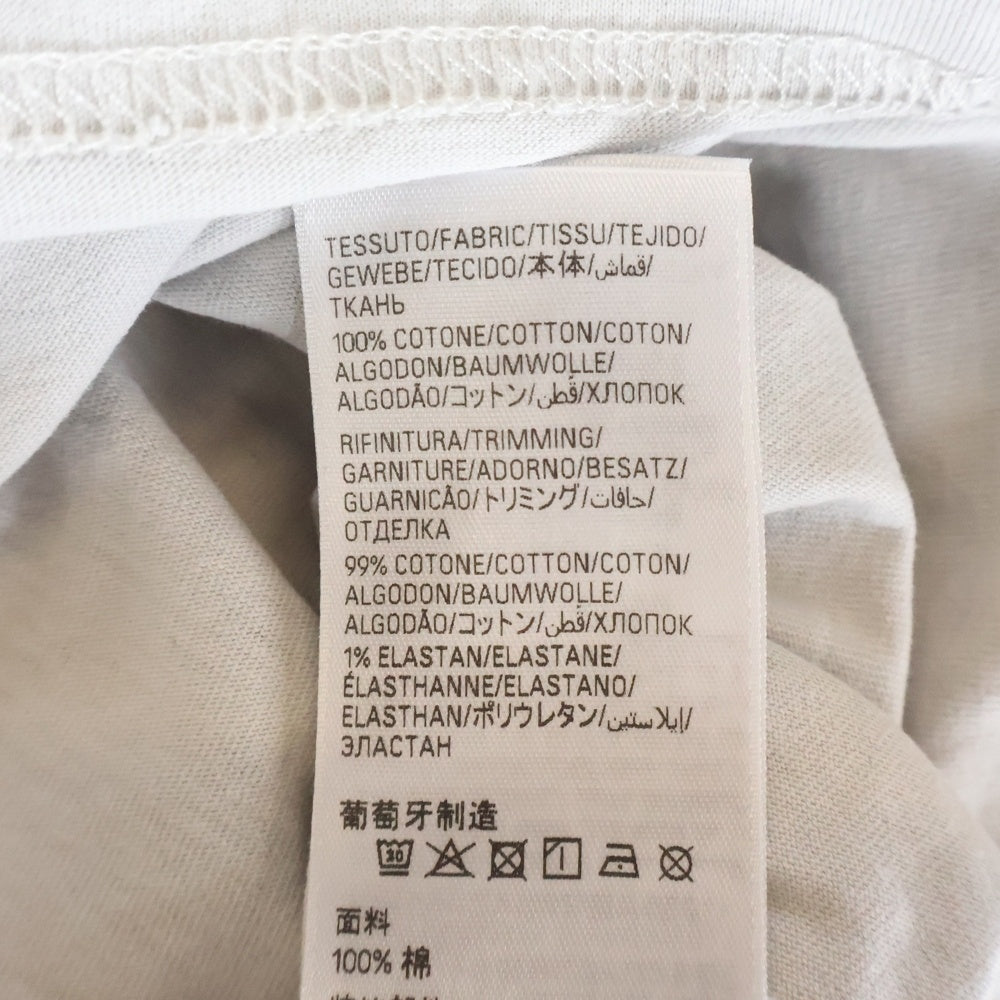 TESSUTO/FABRIC/TISSU/TEJIDO/
GEWEBE/TECIDO/本体/قماش/
ТКАНЬ
100% COTONE/COTTON/COTON/
ALGODON/BAUMWOLLE/
ALGODÃO/コットン/قطن/ХЛОПОК
RIFINITURA/TRIMMING/
GARNITURE/ADORNO/BESATZ/
GUARNICÃO/トリミング/حافات/
ОТДЕЛКА
99% COTONE/COTTON/COTON/
ALGODON/BAUMWOLLE/
ALGODÃO/コットン/قطن/ХЛОПОК
1% ELASTAN/ELASTANE/
ÉLASTHANNE/ELASTANO/
ELASTHAN/ポリウレタン/إيلاستين/
ЭЛАСТАН
葡萄牙制造
30
面料
100% 棉